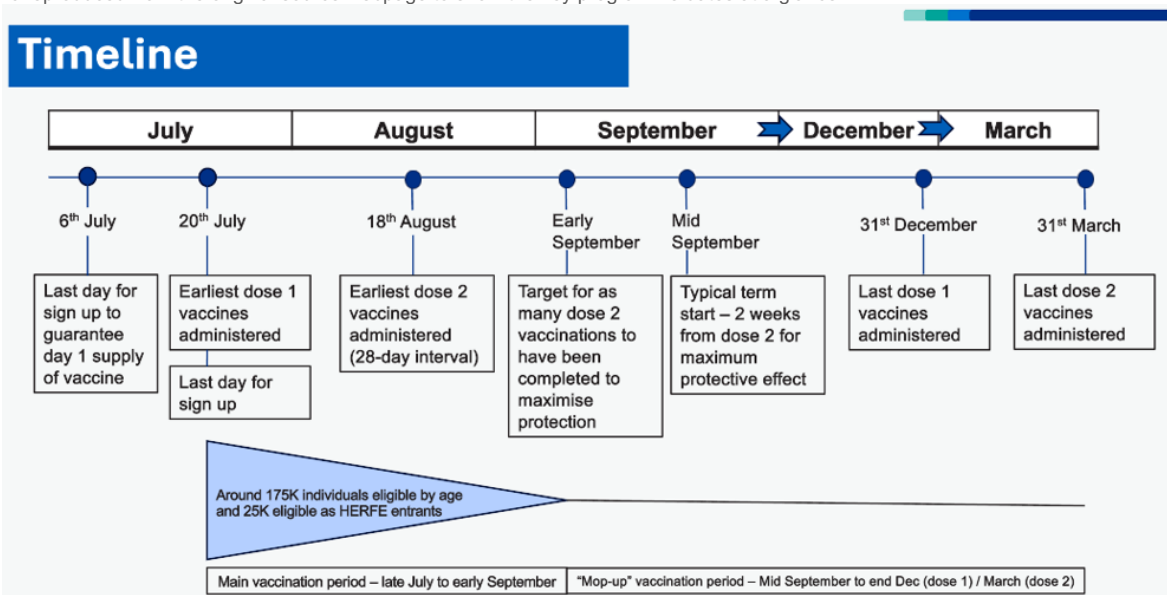 Timeline
July
August
September
December
March
6th July
20th July
18th August
Early
September
Mid
September
31st December
31st March
Last day for
sign up to
guarantee
day 1 supply
of vaccine
Earliest dose 1
vaccines
administered
Last day for
sign up
Earliest dose 2
vaccines
administered
(28-day interval)
Target for as
many dose 2
vaccinations to
have been
completed to
maximise
protection
Typical term
start – 2 weeks
from dose 2 for
maximum
protective effect
Last dose 1
vaccines
administered
Last dose 2
vaccines
administered
Around 175K individuals eligible by age
and 25K eligible as HERFE entrants
Main vaccination period – late July to early September
“Mop-up” vaccination period – Mid September to end Dec (dose 1) / March (dose 2)